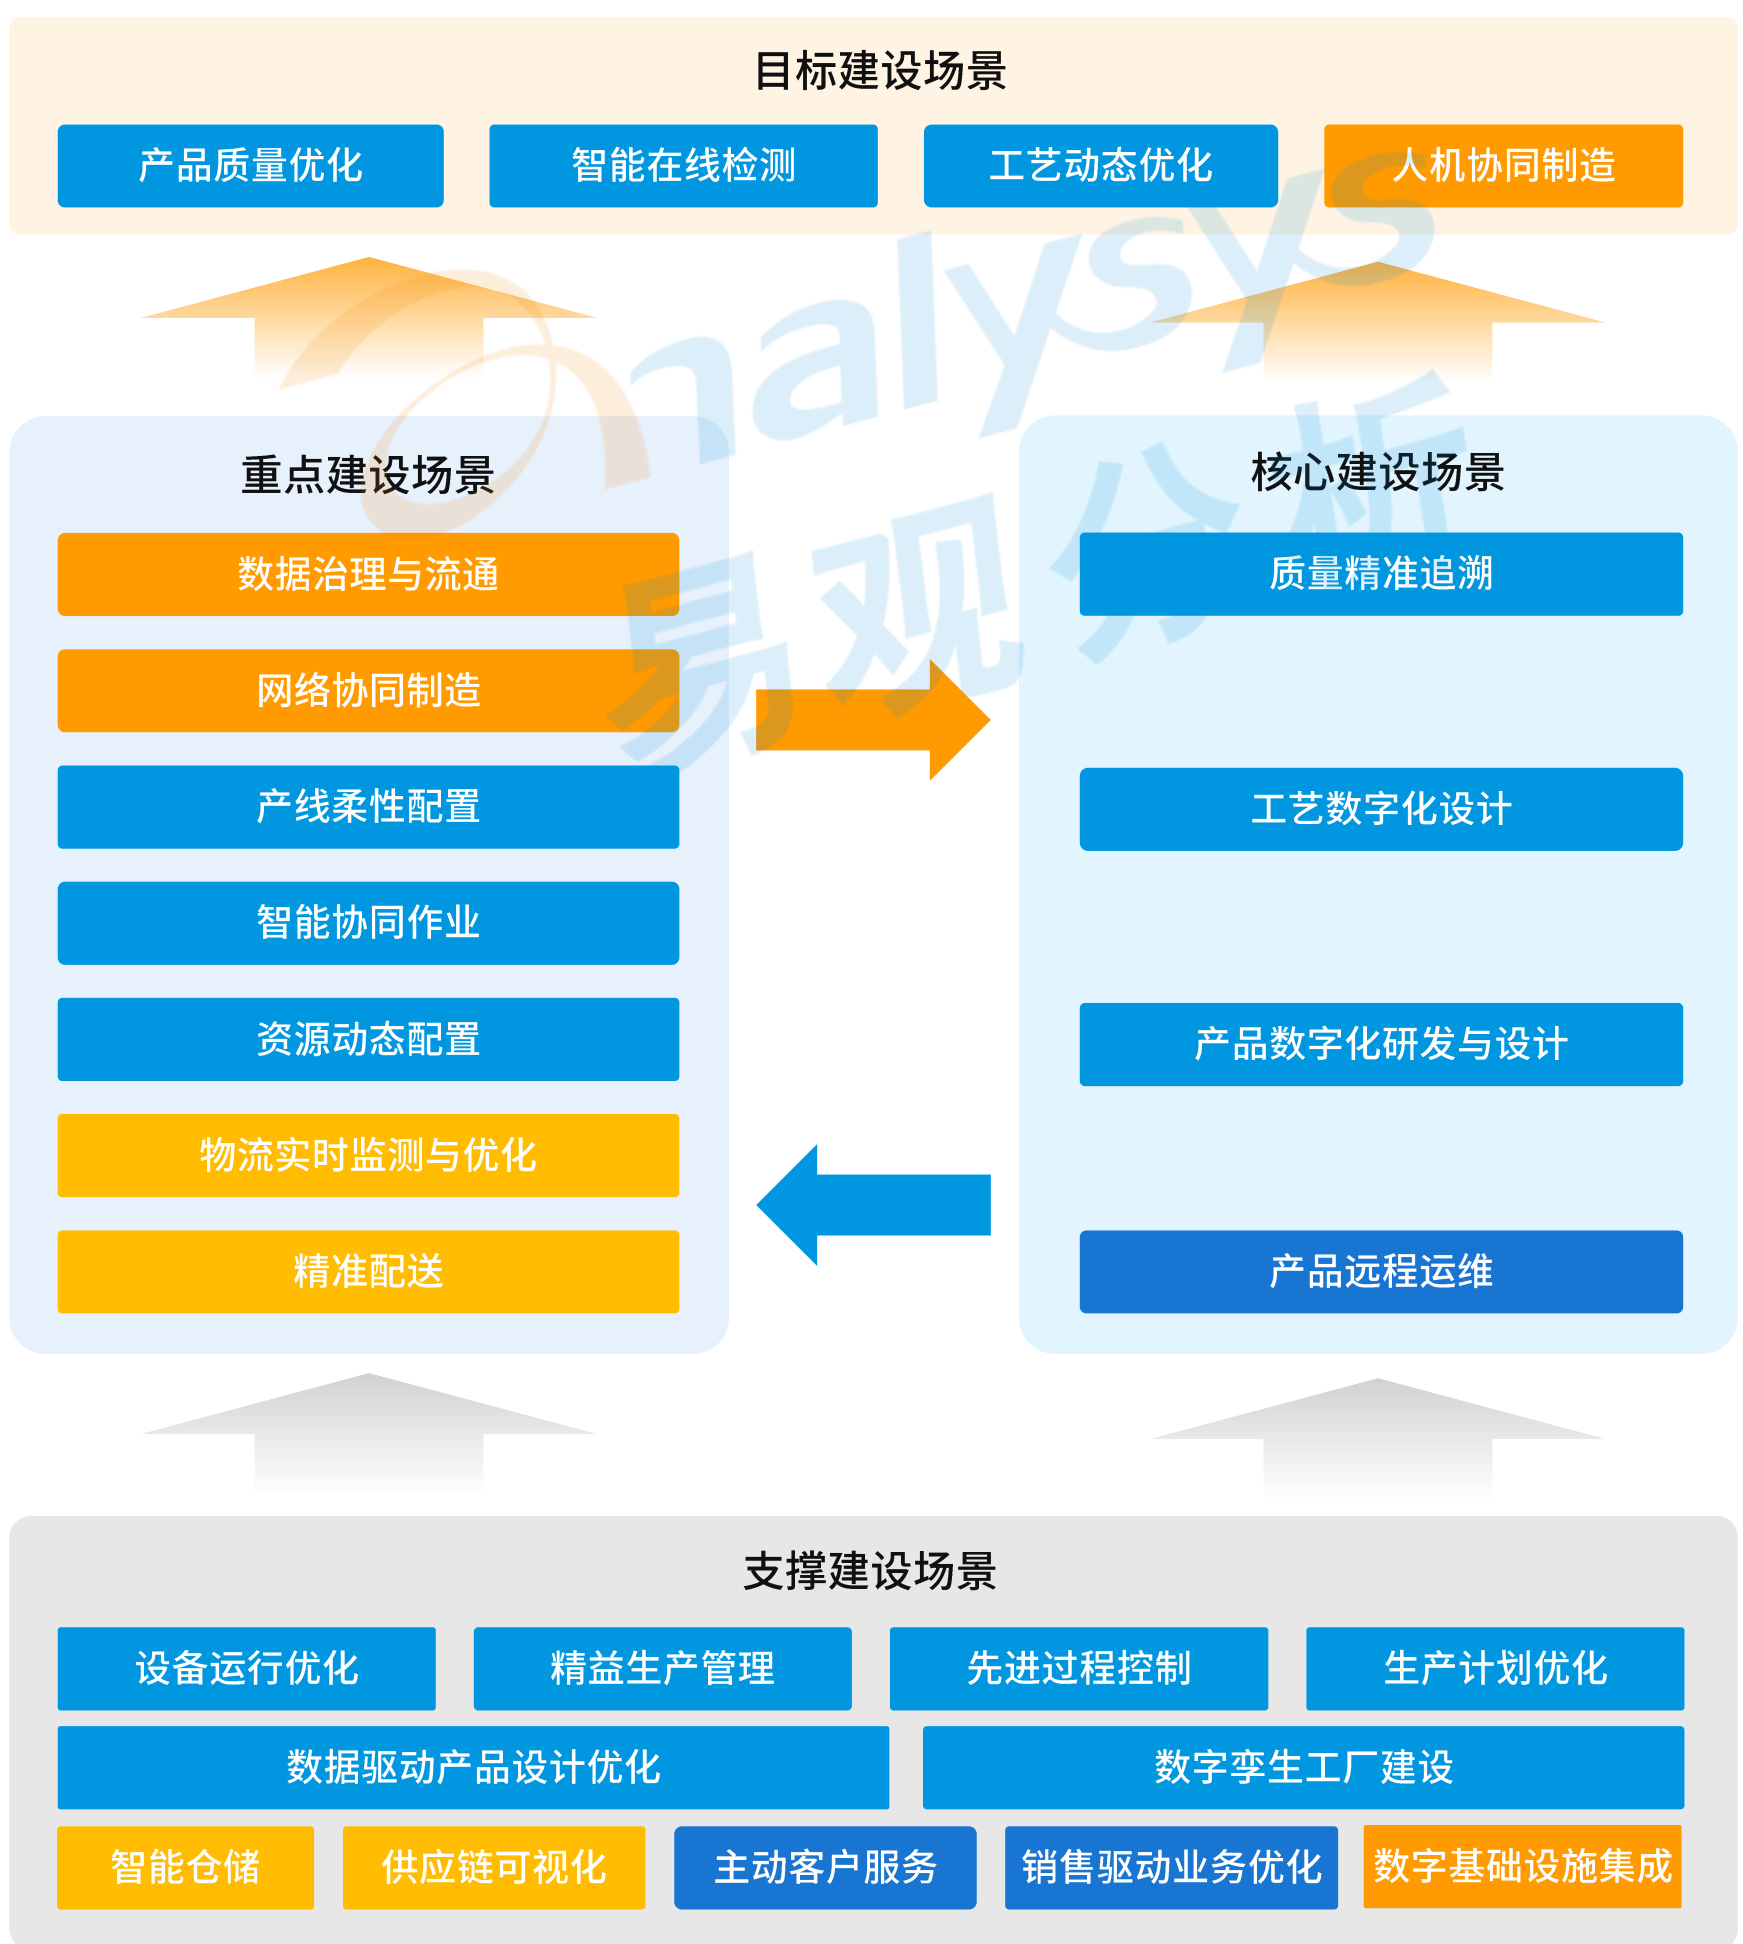 目标建设场景
产品质量优化
智能在线检测
工艺动态优化
人机协同制造
analysys
易观分析
重点建设场景
数据治理与流通
网络协同制造
产线柔性配置
智能协同作业
资源动态配置
物流实时监测与优化
精准配送
核心建设场景
质量精准追溯
工艺数字化设计
产品数字化研发与设计
产品远程运维
支撑建设场景
设备运行优化
精益生产管理
先进过程控制
生产计划优化
数据驱动产品设计优化
数字孪生工厂建设
智能仓储
供应链可视化
主动客户服务
销售驱动业务优化
数字基础设施集成